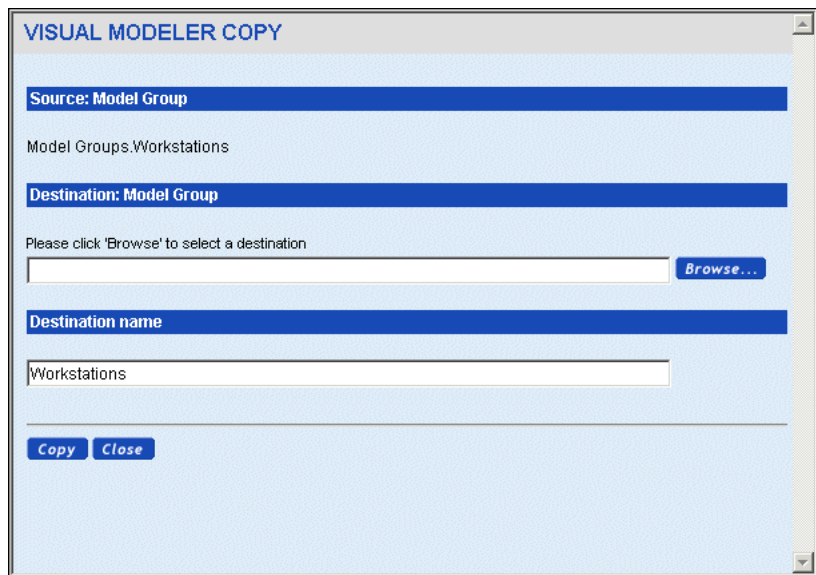 VISUAL MODELER COPY
Source: Model Group
Model Groups.Workstations
Destination: Model Group
Please click 'Browse' to select a destination
Browse...
Destination name
Workstations
Copy Close